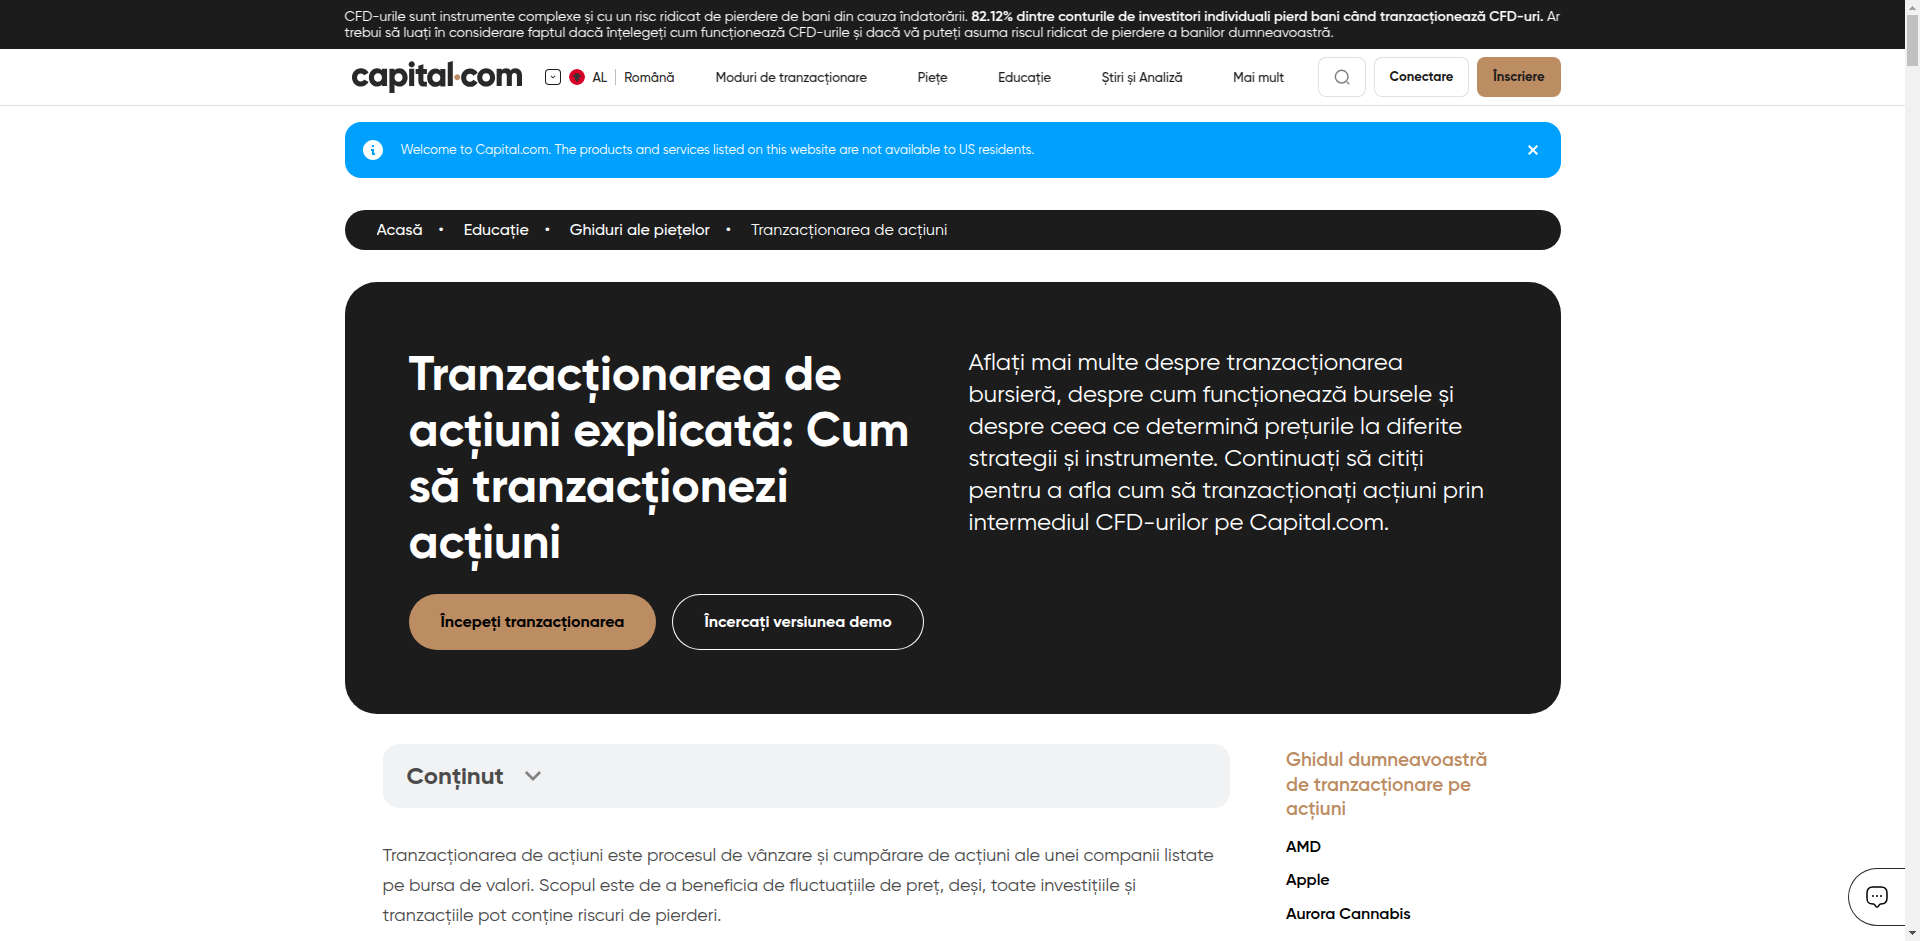 CFD-urile sunt instrumente complexe și cu un risc ridicat de pierdere de bani din cauza îndatorării. 82.12% dintre conturile de investitori individuali pierd bani când tranzacționează CFD-uri. Ar
trebui să luați în considerare faptul dacă înțelegeți cum funcționează CFD-urile și dacă vă puteți asuma riscul ridicat de pierdere a banilor dumneavoastră.
capital.com AL Română Moduri de tranzacționare Piețe Educație Știri și Analiză Mai mult Conectare Înscriere
Welcome to Capital.com. The products and services listed on this website are not available to US residents.
Acasă • Educație • Ghiduri ale piețelor • Tranzacționarea de acțiuni
Tranzacționarea de
acțiuni explicată: Cum
să tranzacționezi
acțiuni
Aflați mai multe despre tranzacționarea
bursieră, despre cum funcționează bursele și
despre ceea ce determină prețurile la diferite
strategii și instrumente. Continuați să citiți
pentru a afla cum să tranzacționați acțiuni prin
intermediul CFD-urilor pe Capital.com.
Începeți tranzacționarea
Încercați versiunea demo
Conținut
Tranzacționarea de acțiuni este procesul de vânzare și cumpărare de acțiuni ale unei companii listate
pe bursa de valori. Scopul este de a beneficia de fluctuațiile de preț, deși, toate investițiile și
tranzacțiile pot conține riscuri de pierderi.
Ghidul dumneavoastră
de tranzacționare pe
acțiuni
AMD
Apple
Aurora Cannabis